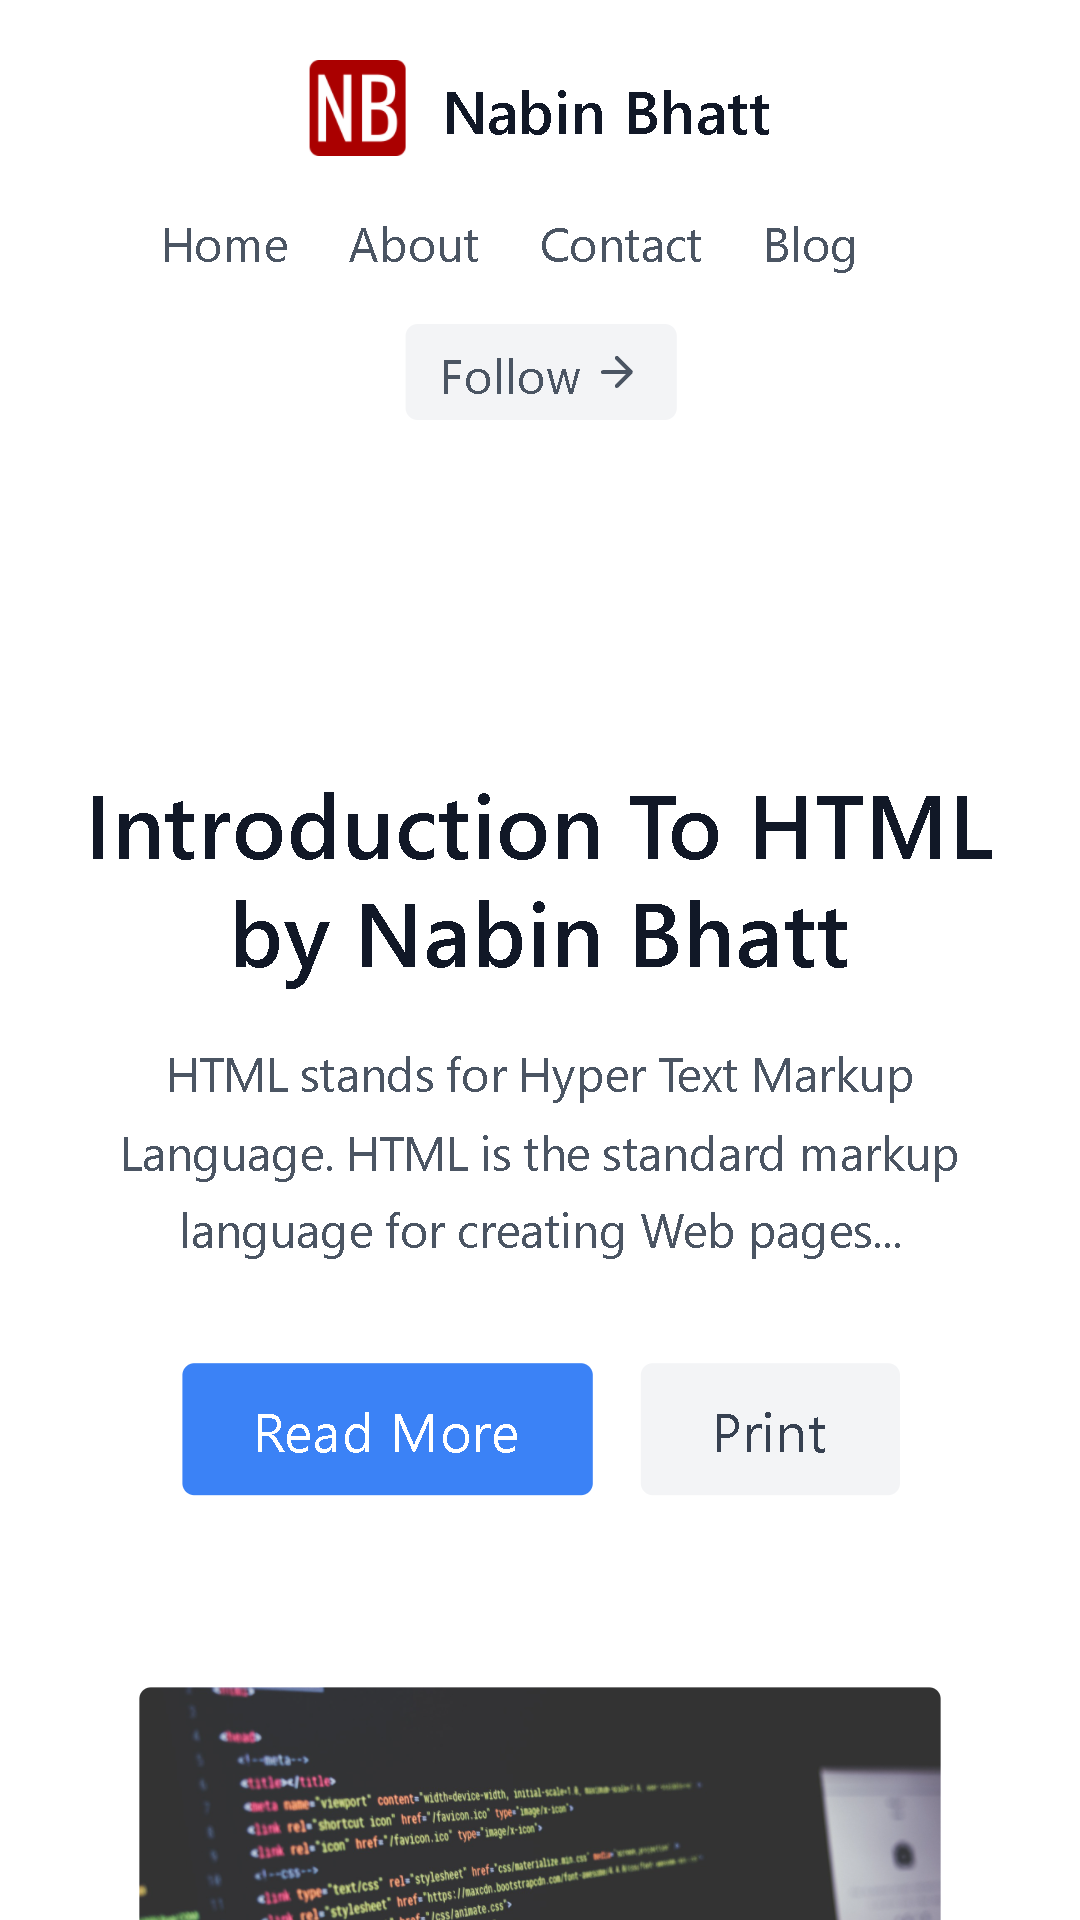 NB Nabin Bhatt
Home About Contact Blog
Follow →
Introduction To HTML
by Nabin Bhatt
HTML stands for Hyper Text Markup
Language. HTML is the standard markup
language for creating Web pages...
Read More Print
<head>
<!--meta-->
<title></title>
<meta name="viewport" content="width=device-width, initial-scale=1.0,
<link rel="shortcut icon" href="/favicon.ico" type="image/x-icon">
<link rel="icon" href="/favicon.ico" type="image/x-icon">
<!--css-->
<link type="text/css" rel="stylesheet" href="css/materialize.min.css"
<link rel="stylesheet" href="https://maxcdn.bootstrapcdn.com/font-awesome/4.
href="/css/animate.css">